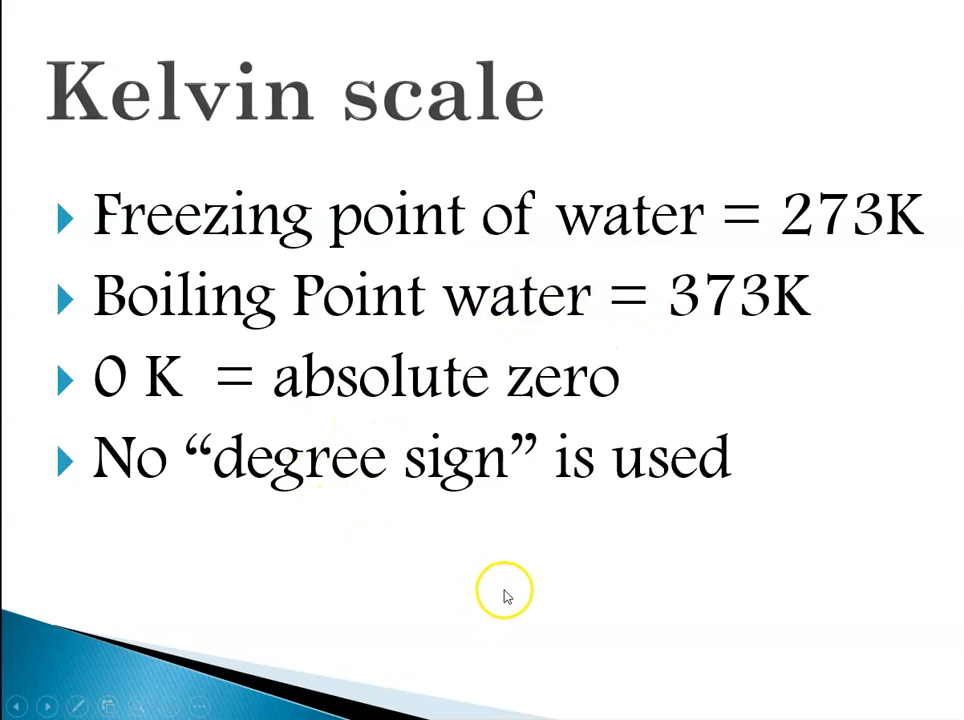 Kelvin scale
Freezing point of water = 273K
Boiling Point water = 373K
0 K = absolute zero
No “degree sign” is used